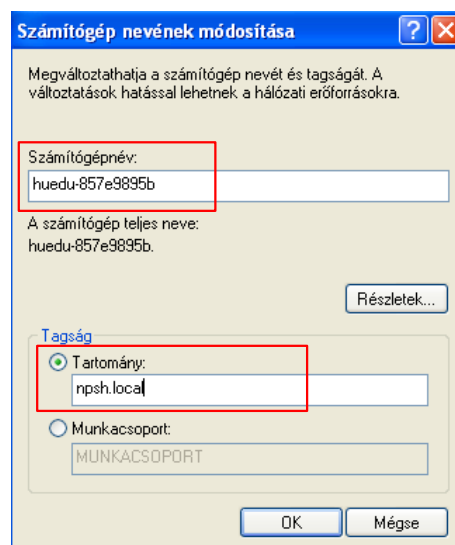 Számítógép nevének módosítása
Megváltoztathatja a számítógép nevét és tagságát. A
változtatások hatással lehetnek a hálózati erőforrásokra.
Számítógépnév:
huedu-857e9895b
A számítógép teljes neve:
huedu-857e9895b.
Részletek...
Tagság
Tartomány:
npsh.local
Munkacsoport:
MUNKACSOPORT
OK Mégse